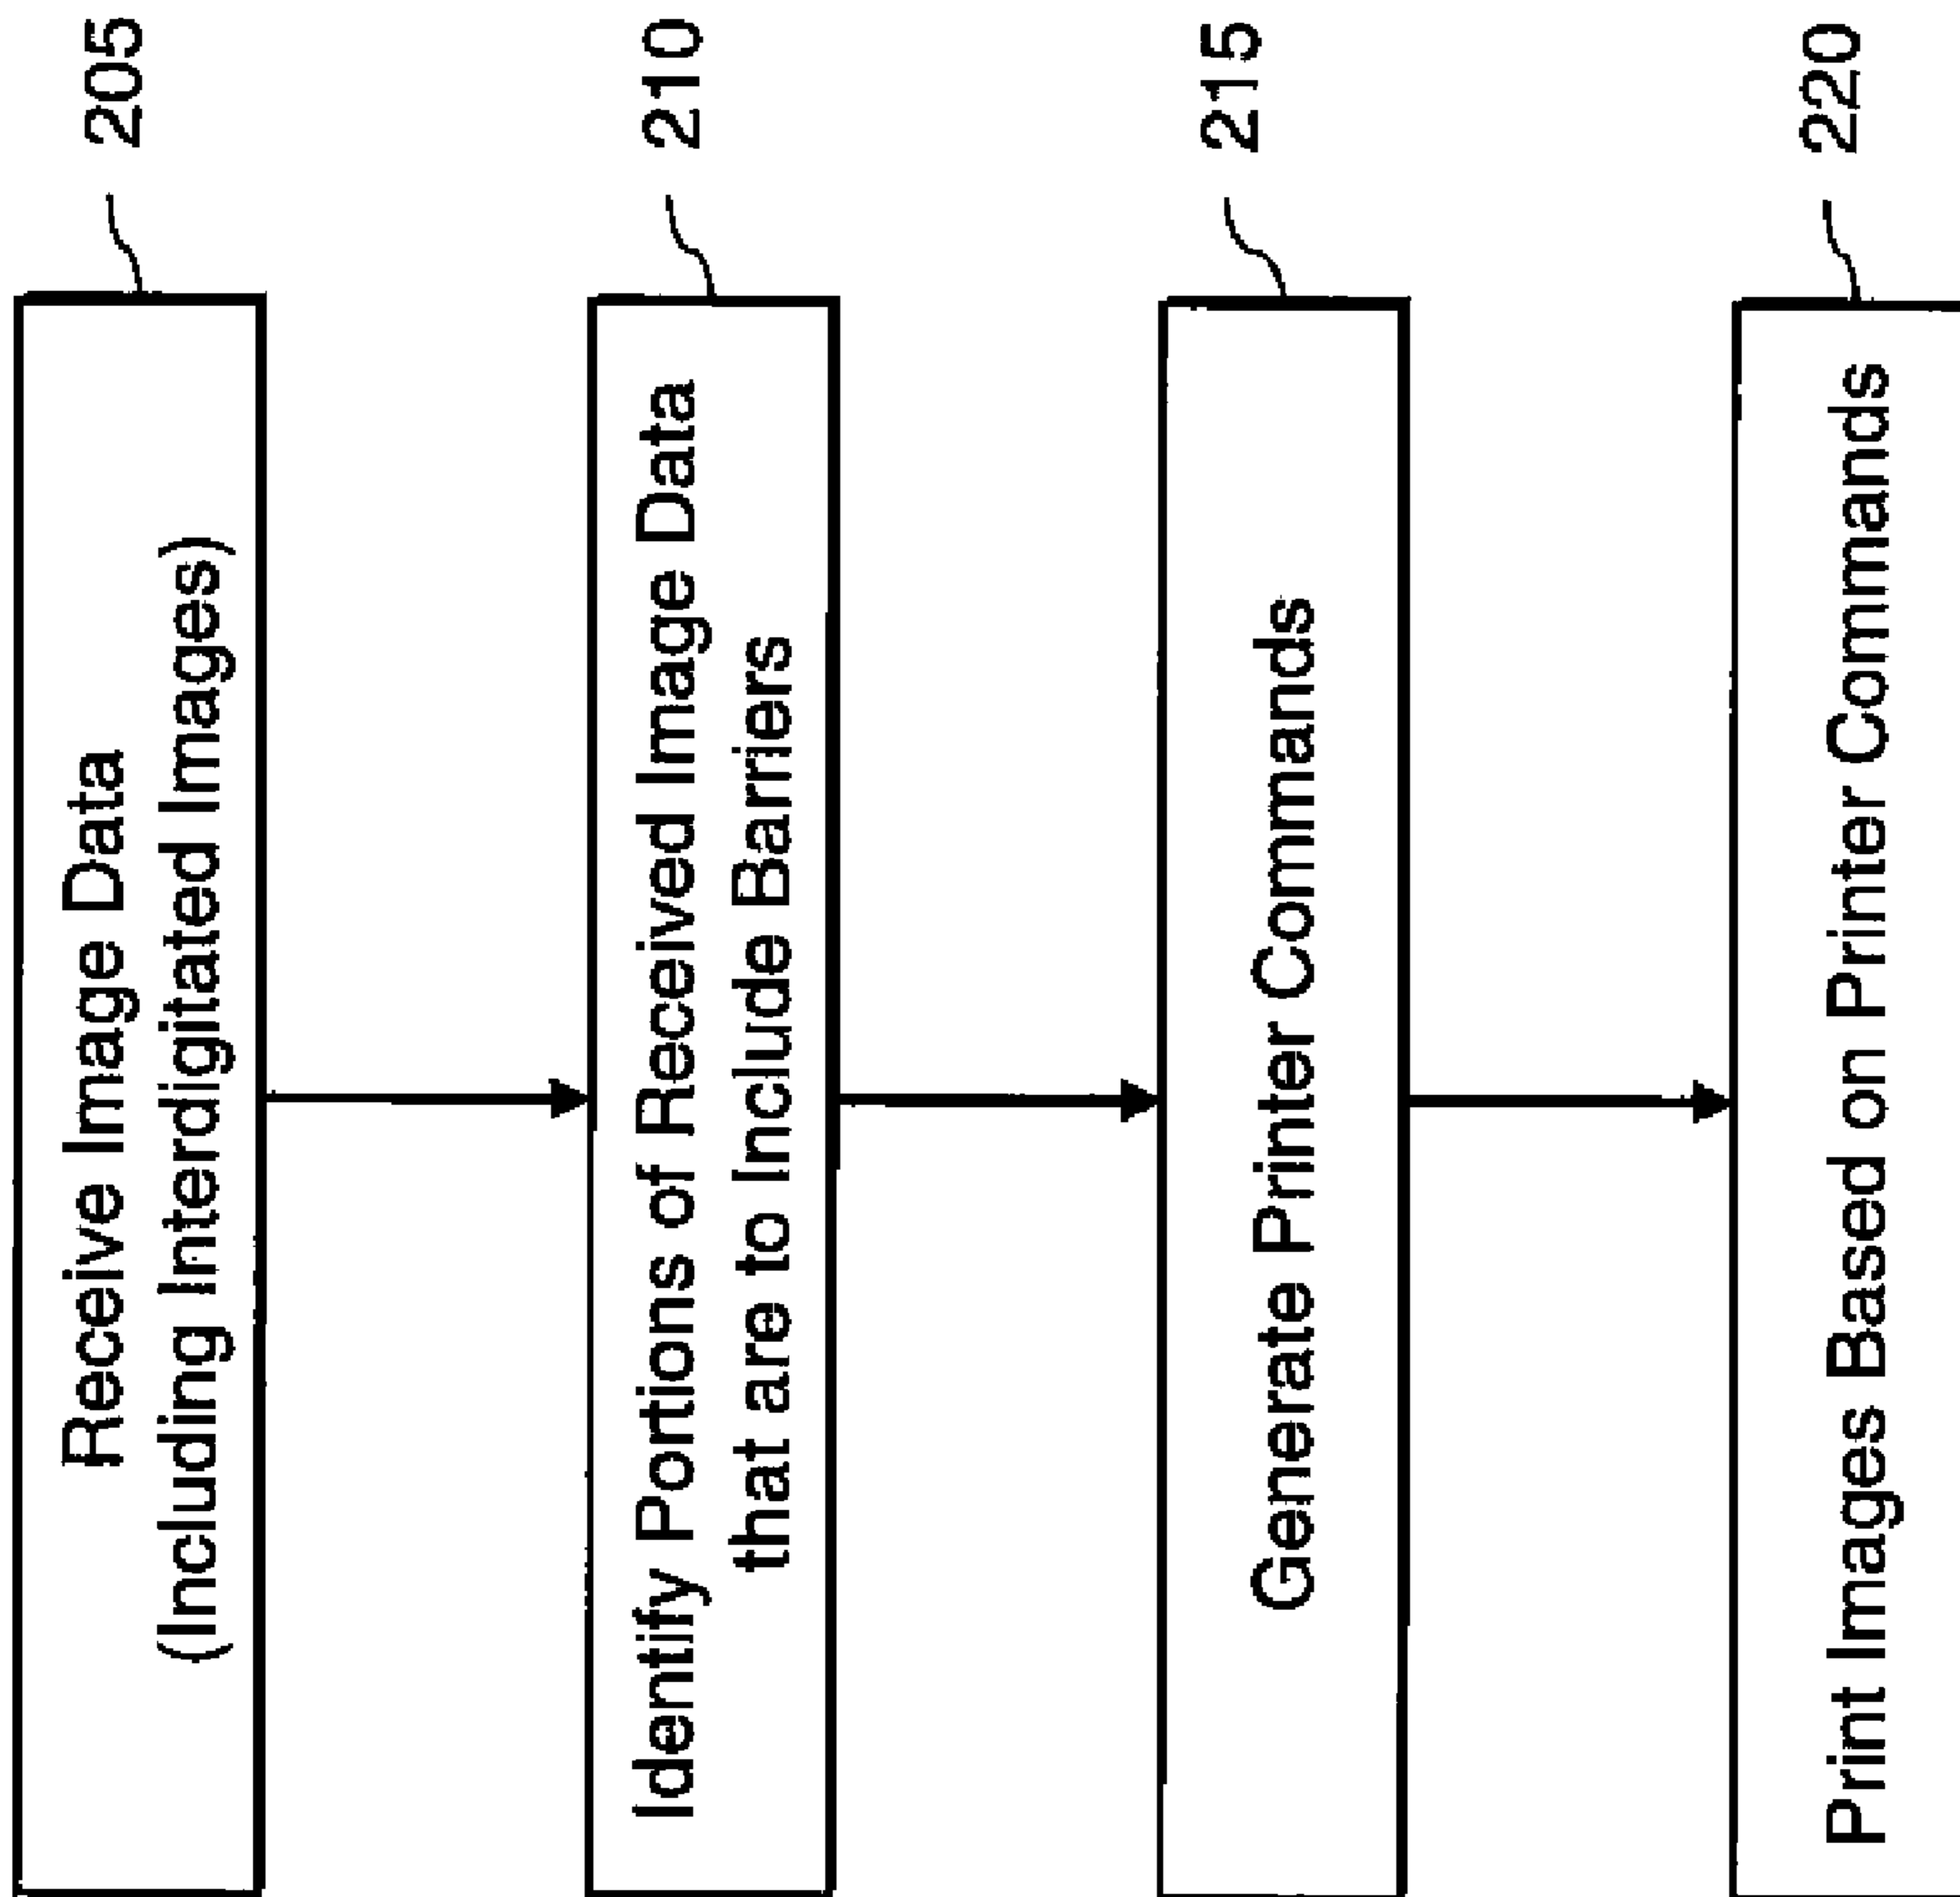 Receive Image Data
(Including Interdigitated Images)
205
Identify Portions of Received Image Data
that are to Include Barriers
210
Generate Printer Commands
215
Print Images Based on Printer Commands
220